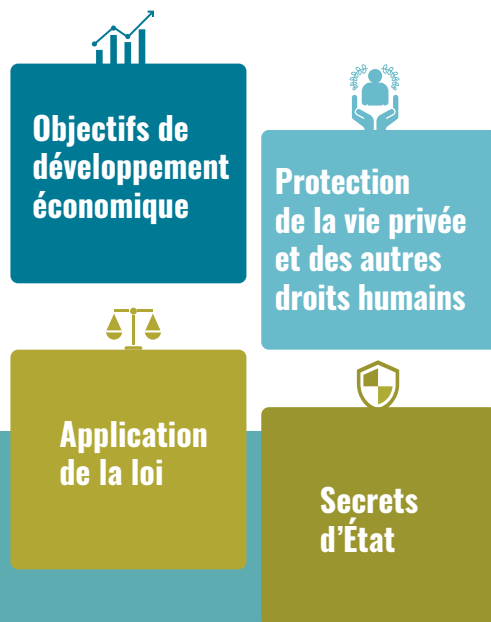 Objectifs de
développement
économique
Protection
de la vie privée
et des autres
droits humains
Application
de la loi
Secrets
d’État